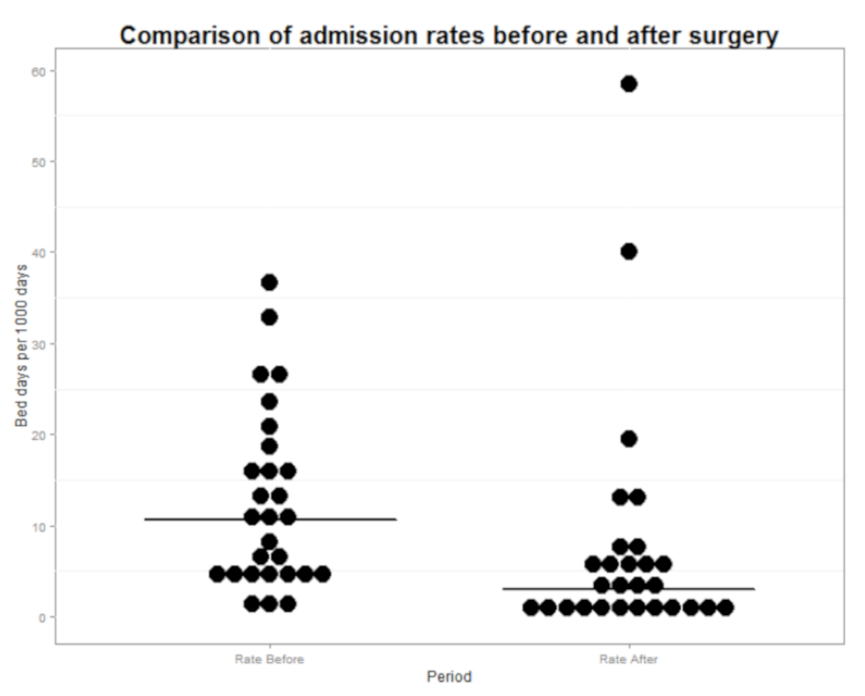 Comparison of admission rates before and after surgery
60
50
40
30
20
10
0
Bed days per 1000 days
Rate Before
Rate After
Period